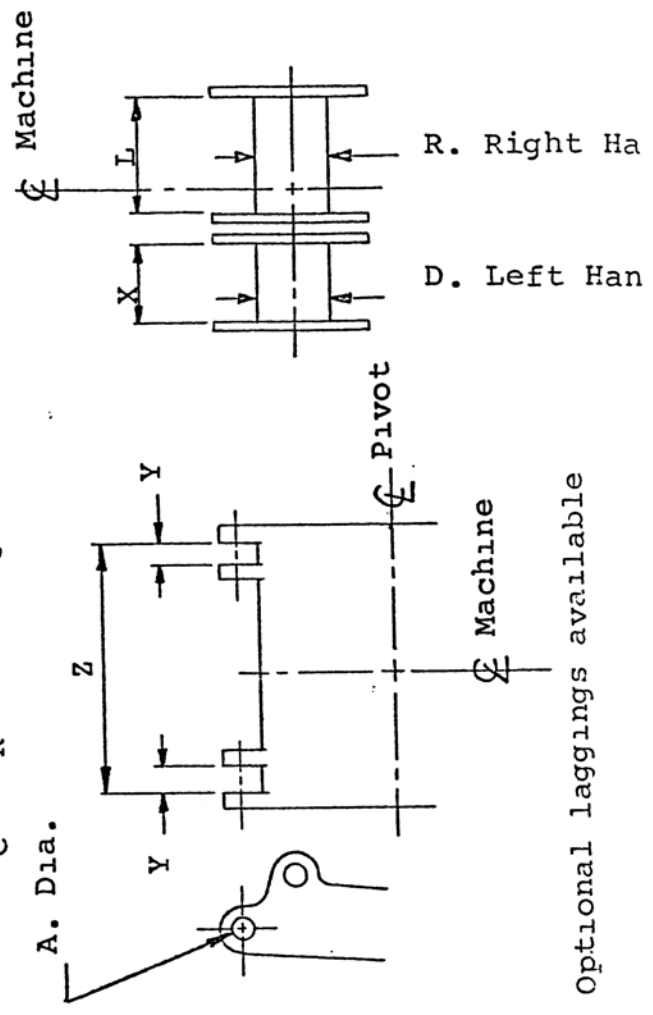 ℄ Machine
L
X
R. Right Ha
D. Left Han
℄ Pivot
Y
Z
Y
A. Dia.
℄ Machine
Optional laggings available